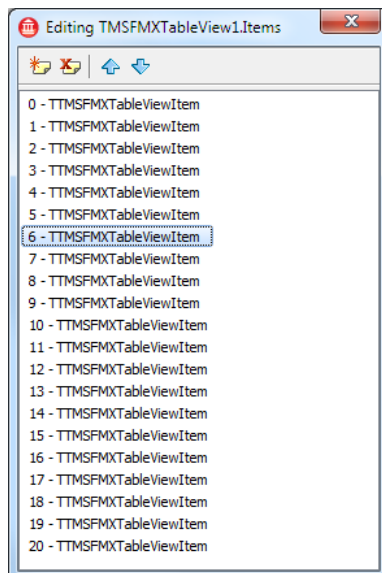 Editing TMSFMXTableView1.Items
0 - TTMSFMXTableViewItem
1 - TTMSFMXTableViewItem
2 - TTMSFMXTableViewItem
3 - TTMSFMXTableViewItem
4 - TTMSFMXTableViewItem
5 - TTMSFMXTableViewItem
6 - TTMSFMXTableViewItem
7 - TTMSFMXTableViewItem
8 - TTMSFMXTableViewItem
9 - TTMSFMXTableViewItem
10 - TTMSFMXTableViewItem
11 - TTMSFMXTableViewItem
12 - TTMSFMXTableViewItem
13 - TTMSFMXTableViewItem
14 - TTMSFMXTableViewItem
15 - TTMSFMXTableViewItem
16 - TTMSFMXTableViewItem
17 - TTMSFMXTableViewItem
18 - TTMSFMXTableViewItem
19 - TTMSFMXTableViewItem
20 - TTMSFMXTableViewItem